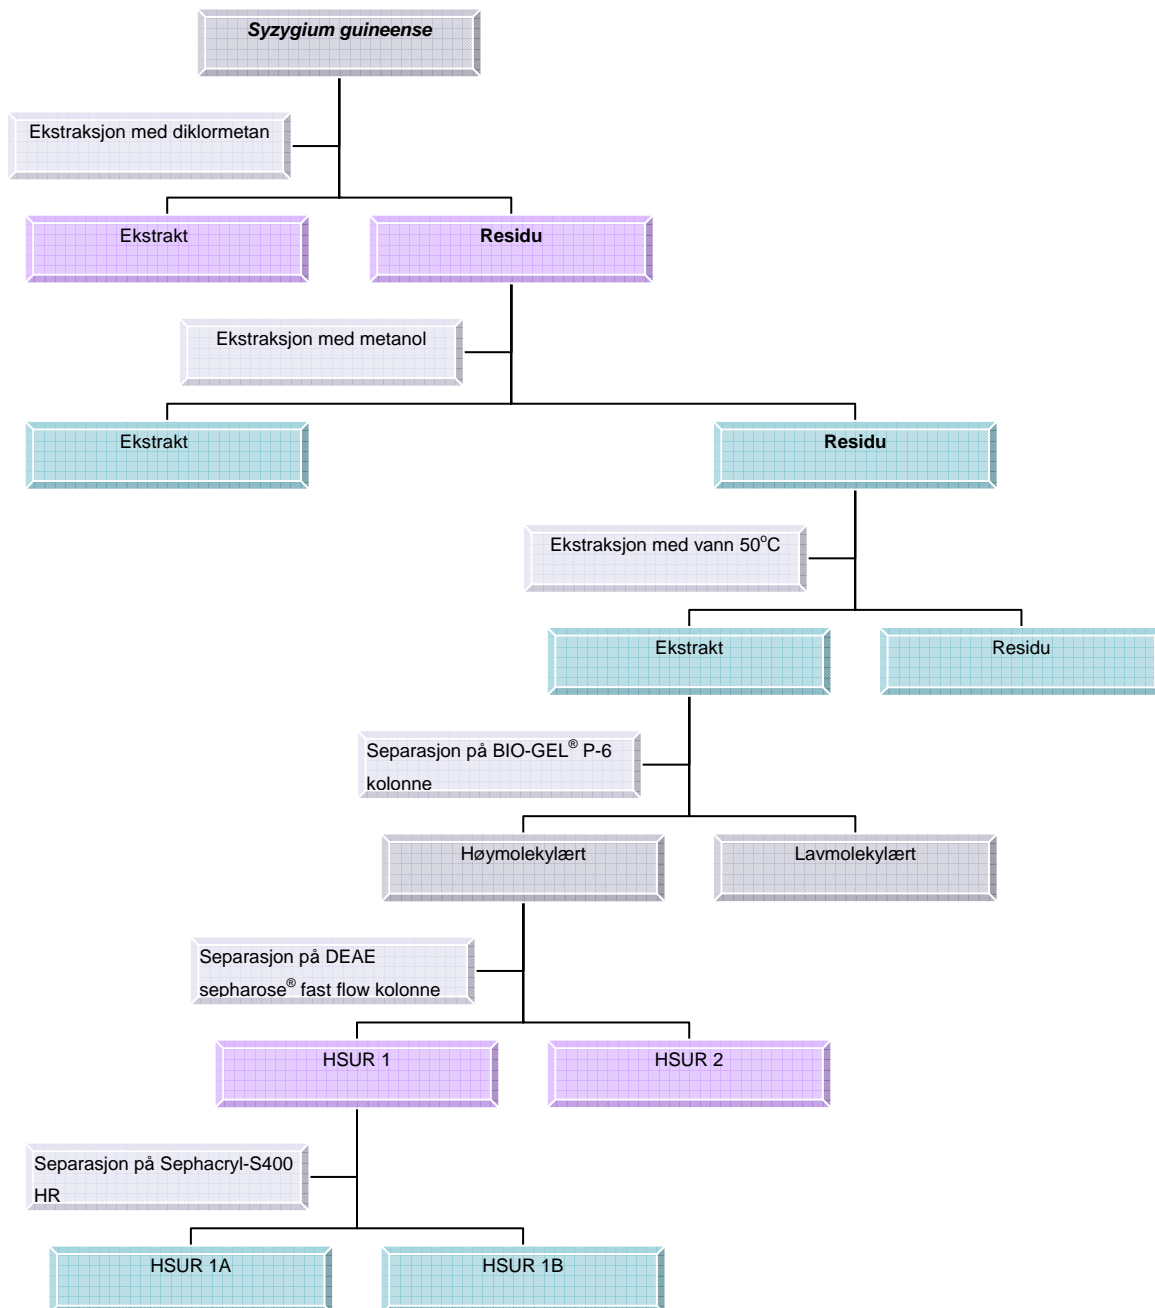 Syzygium guineense
Ekstraksjon med diklormetan
Ekstrakt
Residu
Ekstraksjon med metanol
Ekstrakt
Residu
Ekstraksjon med vann 50°C
Ekstrakt
Residu
Separasjon på BIO-GEL® P-6
kolonne
Høymolekylært
Lavmolekylært
Separasjon på DEAE
sepharose® fast flow kolonne
HSUR 1
HSUR 2
Separasjon på Sephacryl-S400
HR
HSUR 1A
HSUR 1B